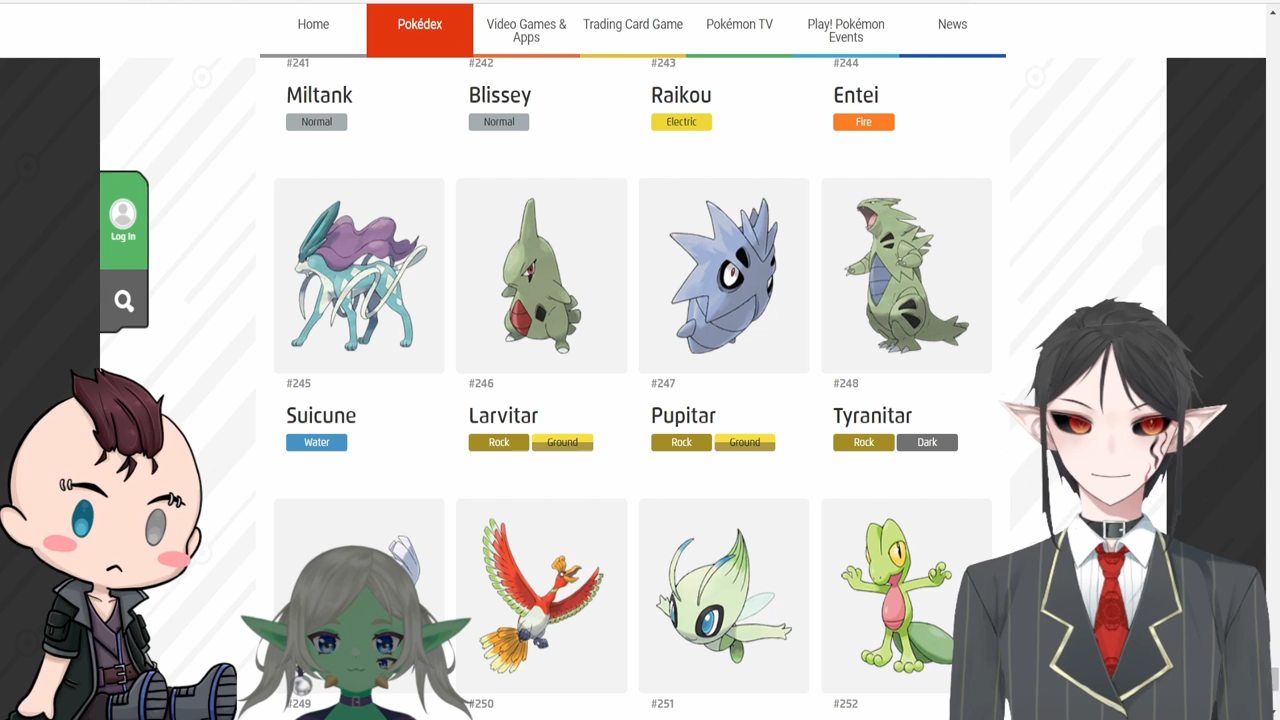 Home
Pokédex
Video Games &
Apps
Trading Card Game
Pokémon TV
Play! Pokémon
Events
News
#241
#242
#243
#244
Miltank
Blissey
Raikou
Entei
Normal
Normal
Electric
Fire
Log In
#245
#246
#247
#248
Suicune
Larvitar
Pupitar
Tyranitar
Water
Rock Ground
Rock Ground
Rock Dark
#249
#250
#251
#252